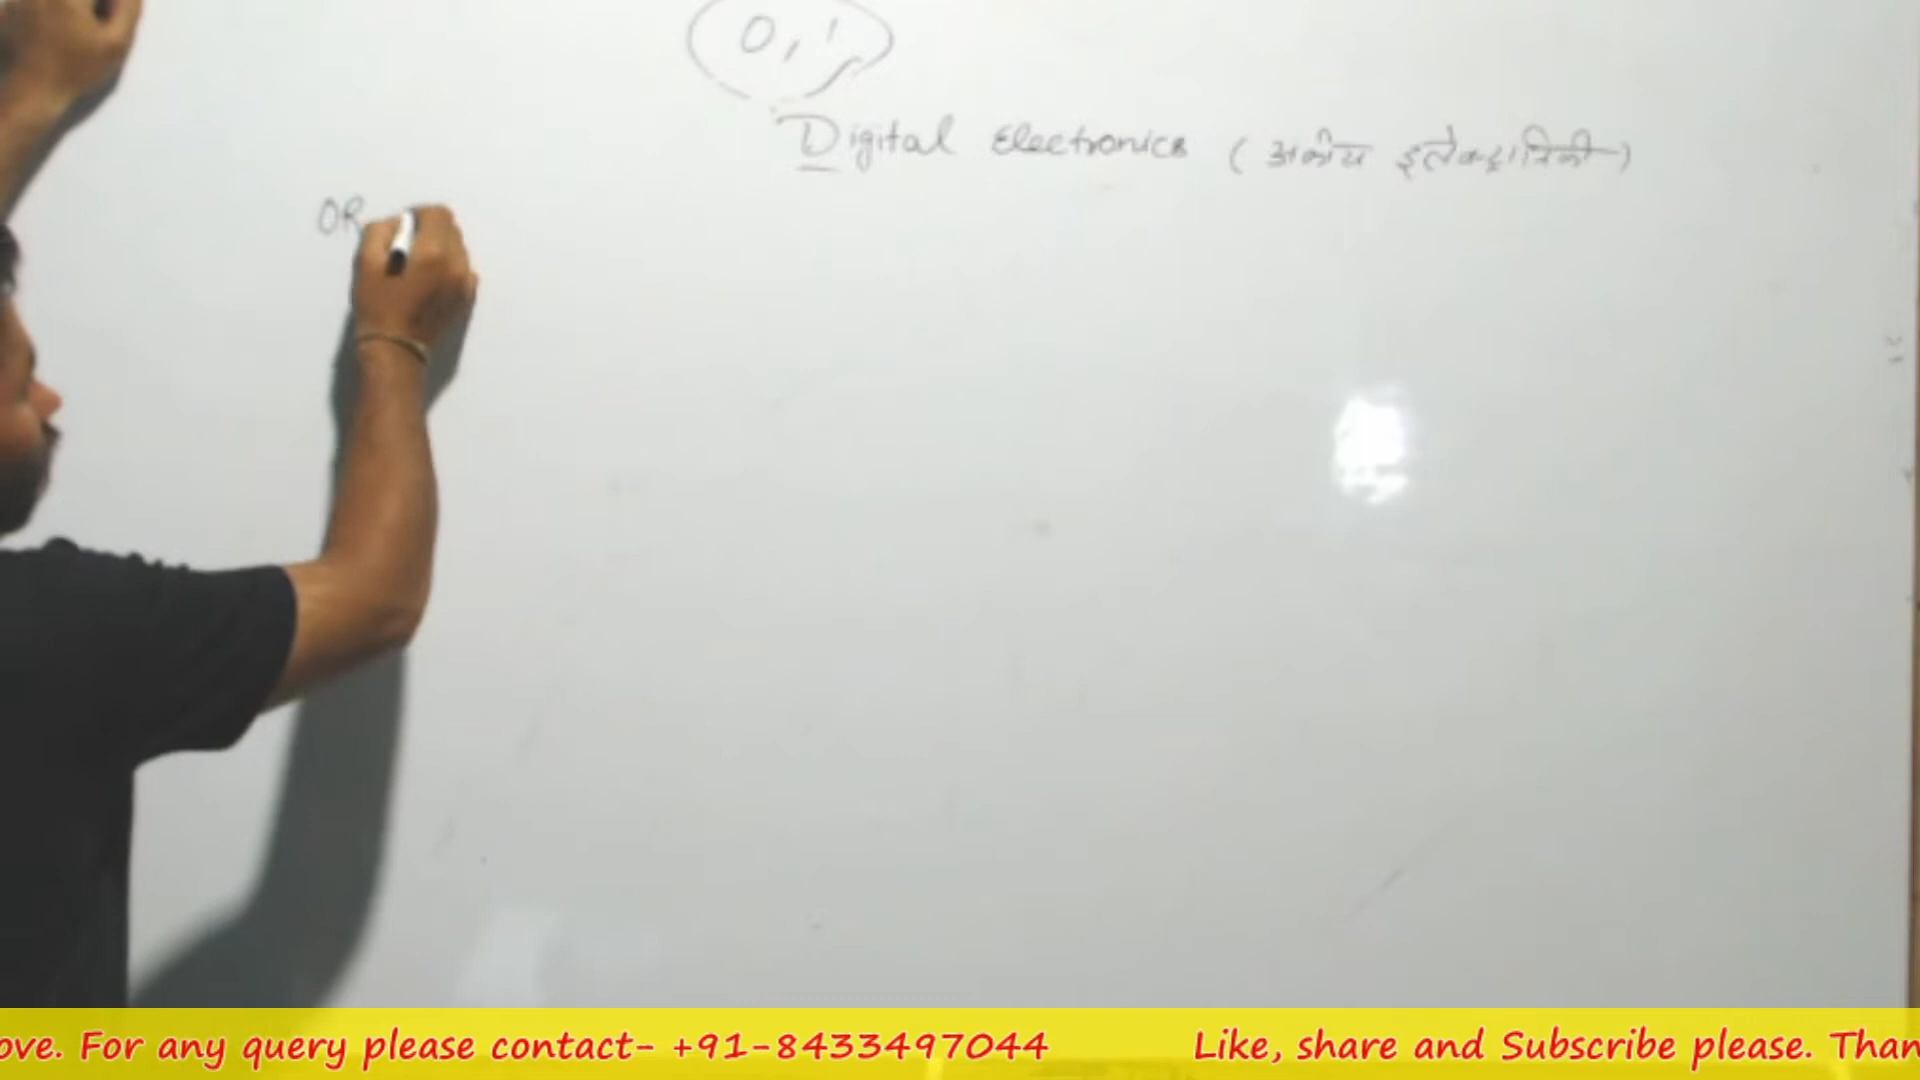 0, 1
Digital Electronics (अंकीय इलेक्ट्रानिकी)
OR
ove. For any query please contact- +91-8433497044 Like, share and Subscribe please. Than